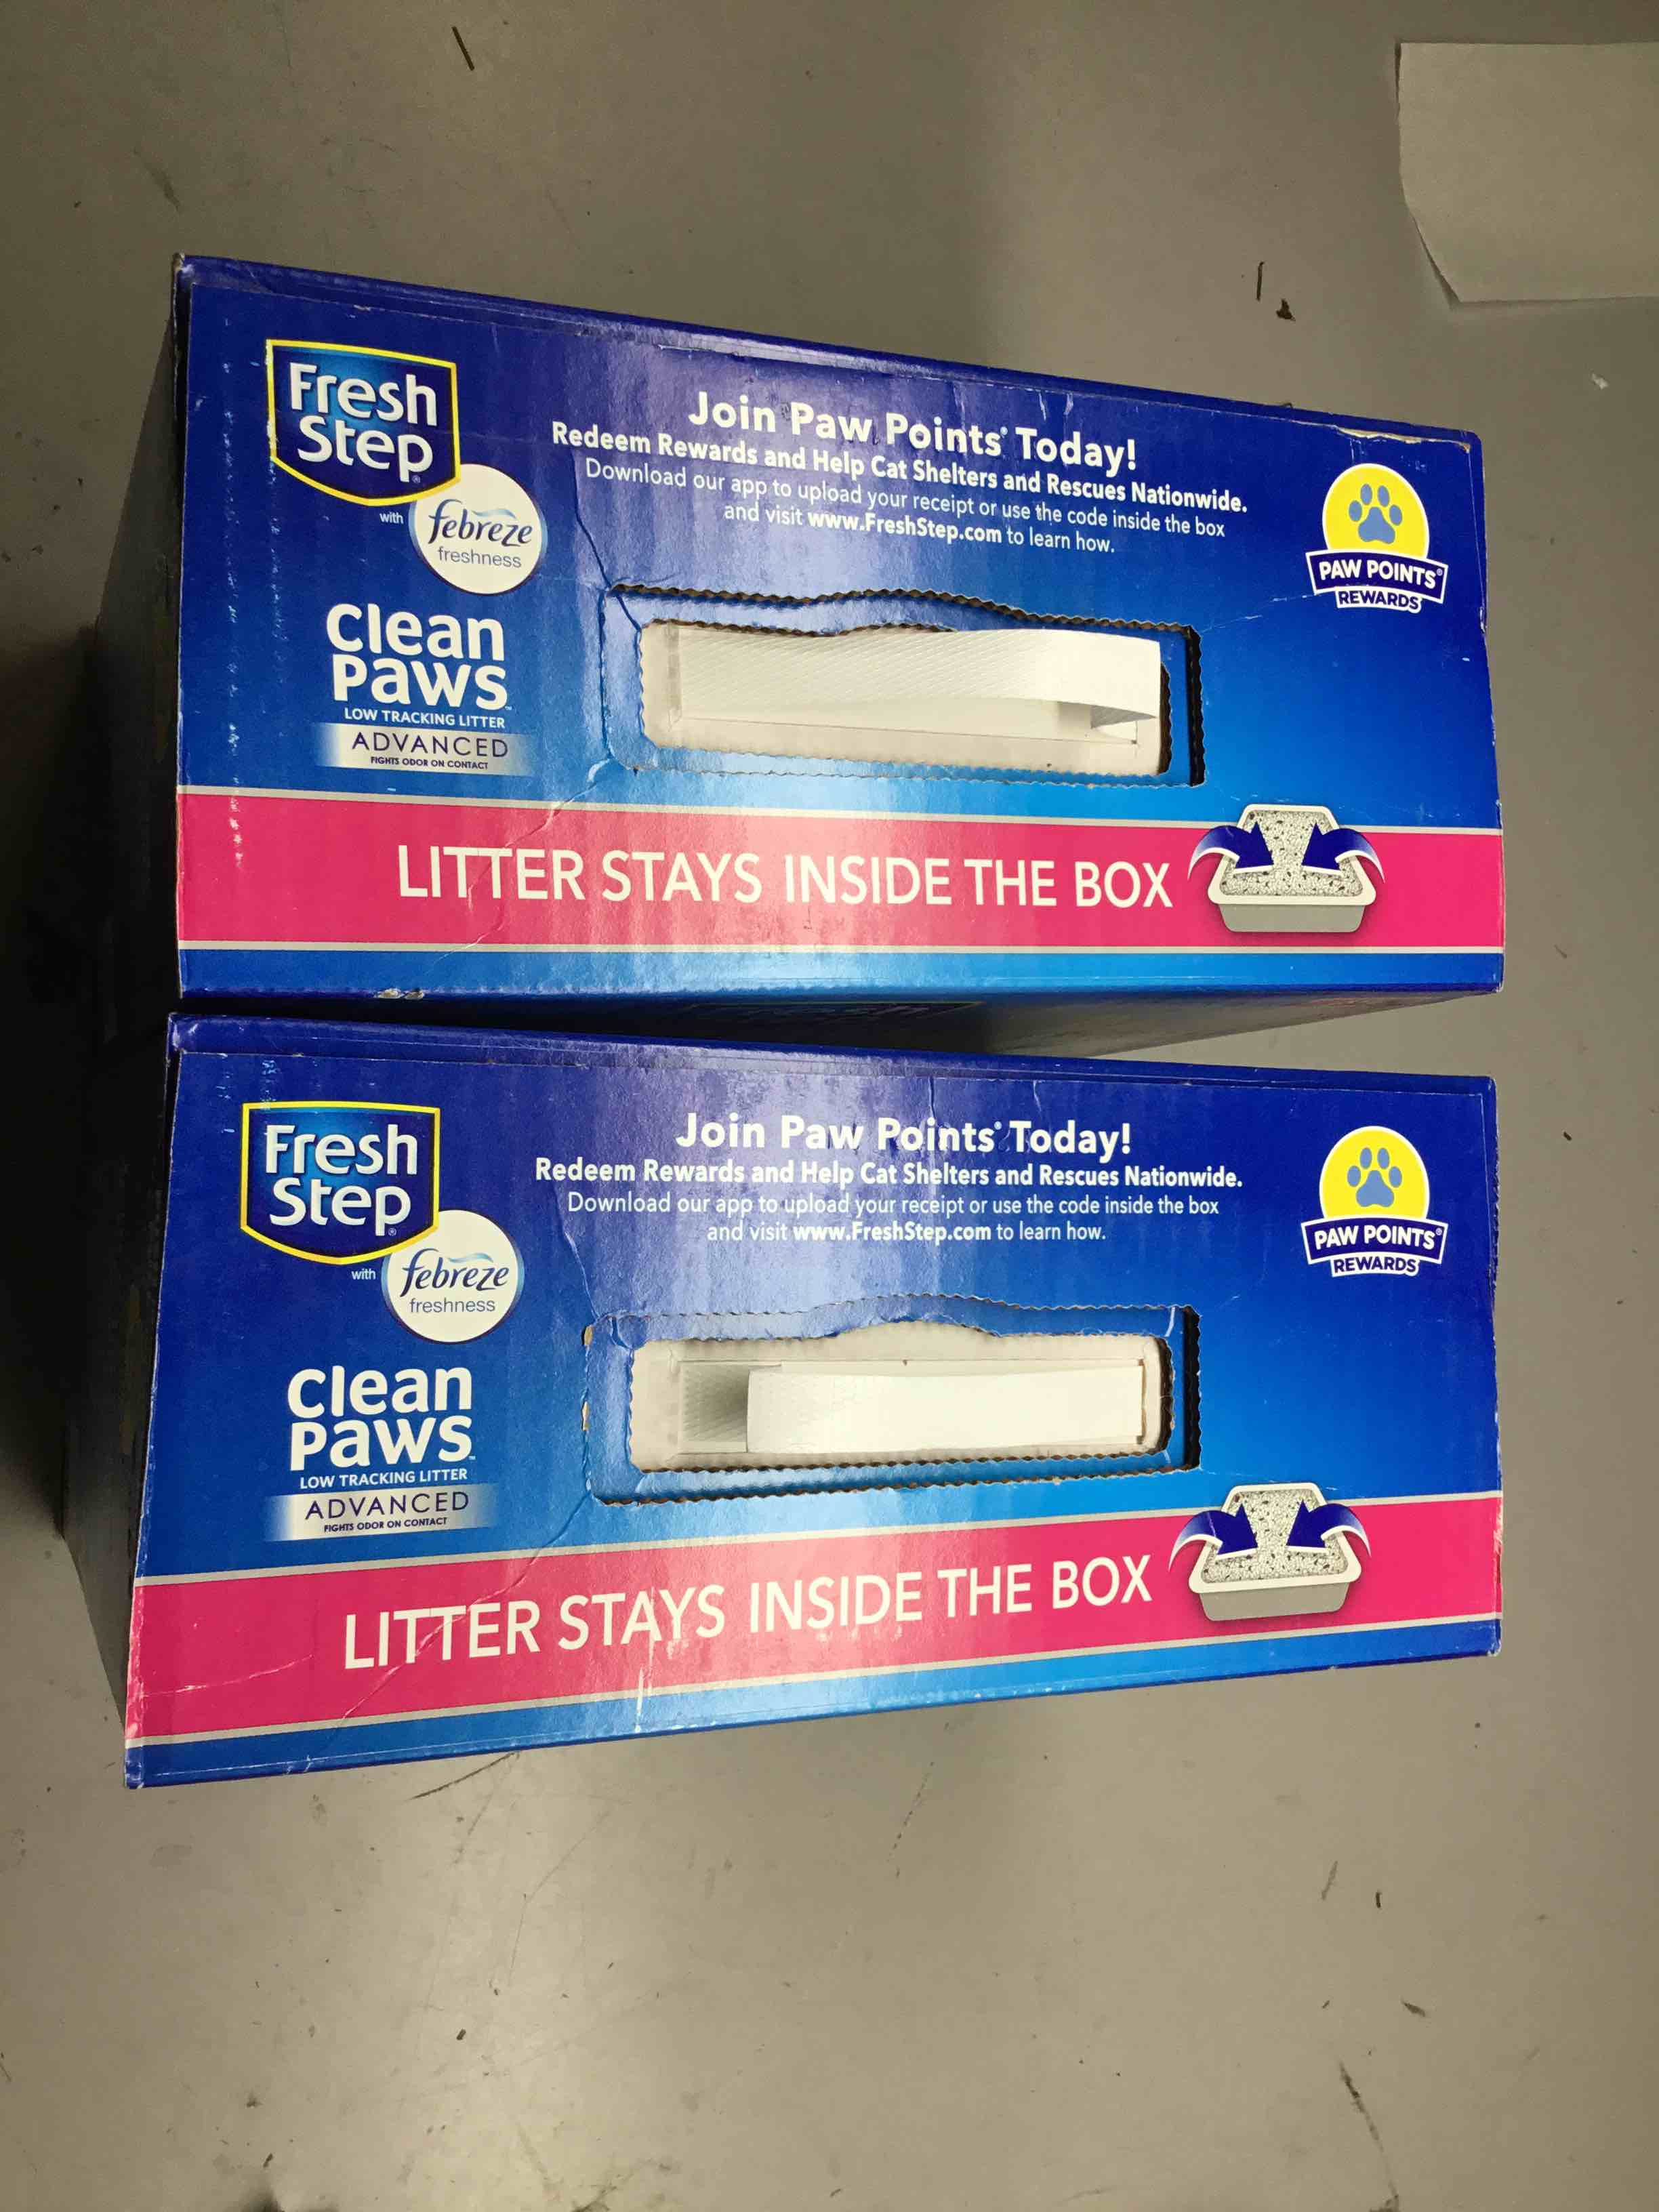 Fresh
Step®
with
febreze
freshness
Clean
Paws™
LOW TRACKING LITTER
ADVANCED
FIGHTS ODOR ON CONTACT
Join Paw Points® Today!
Redeem Rewards and Help Cat Shelters and Rescues Nationwide.
Download our app to upload your receipt or use the code inside the box
and visit www.FreshStep.com to learn how.
PAW POINTS®
REWARDS
LITTER STAYS INSIDE THE BOX
Fresh
Step®
with
febreze
freshness
Clean
Paws™
LOW TRACKING LITTER
ADVANCED
FIGHTS ODOR ON CONTACT
Join Paw Points® Today!
Redeem Rewards and Help Cat Shelters and Rescues Nationwide.
Download our app to upload your receipt or use the code inside the box
and visit www.FreshStep.com to learn how.
PAW POINTS®
REWARDS
LITTER STAYS INSIDE THE BOX